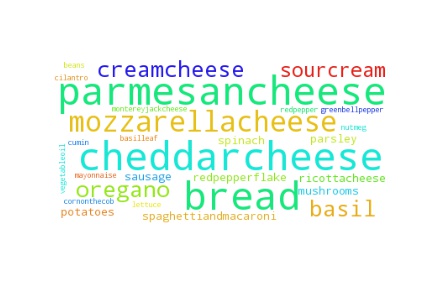 beans
creamcheese
sourcream
cilantro
parmesancheese
montereyjackcheese
redpepper
greenbellpepper
mozzarellacheese
nutmeg
cumin
basilleaf
spinach
parsley
cheddarcheese
vegetableoil
mayonnaise
sausage
redpepperflake
ricottacheese
oregano
bread
mushrooms
cornonthecob
lettuce
basil
potatoes
spaghettiandmacaroni